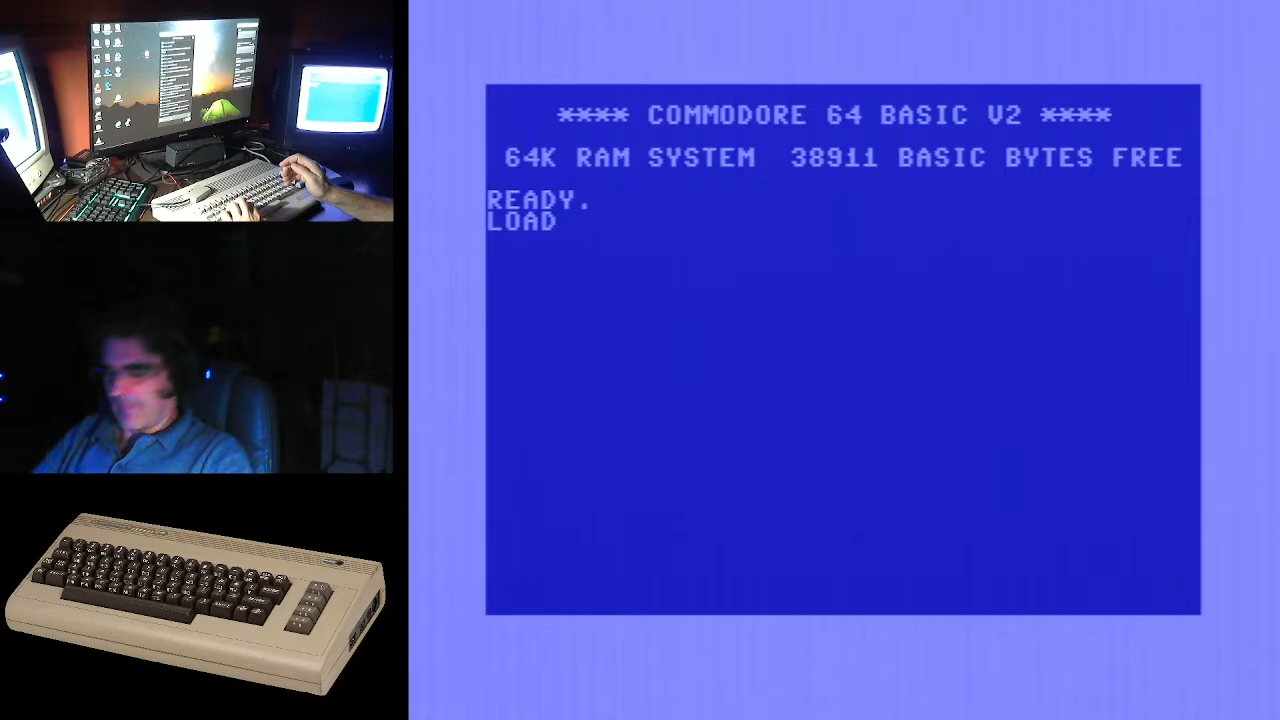 **** COMMODORE 64 BASIC V2 ****
64K RAM SYSTEM  38911 BASIC BYTES FREE
READY.
LOAD